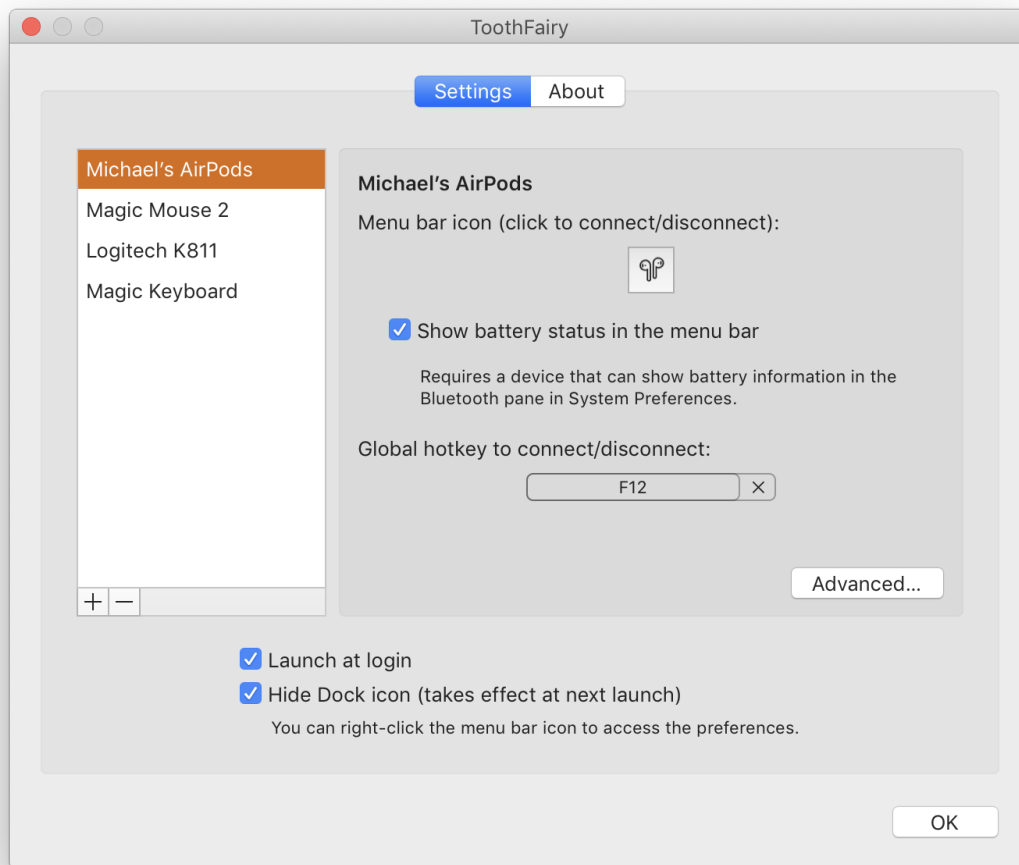 ToothFairy
Settings
About
Michael’s AirPods
Magic Mouse 2
Logitech K811
Magic Keyboard
Michael’s AirPods
Menu bar icon (click to connect/disconnect):
Show battery status in the menu bar
Requires a device that can show battery information in the
Bluetooth pane in System Preferences.
Global hotkey to connect/disconnect:
F12
Advanced...
Launch at login
Hide Dock icon (takes effect at next launch)
You can right-click the menu bar icon to access the preferences.
OK